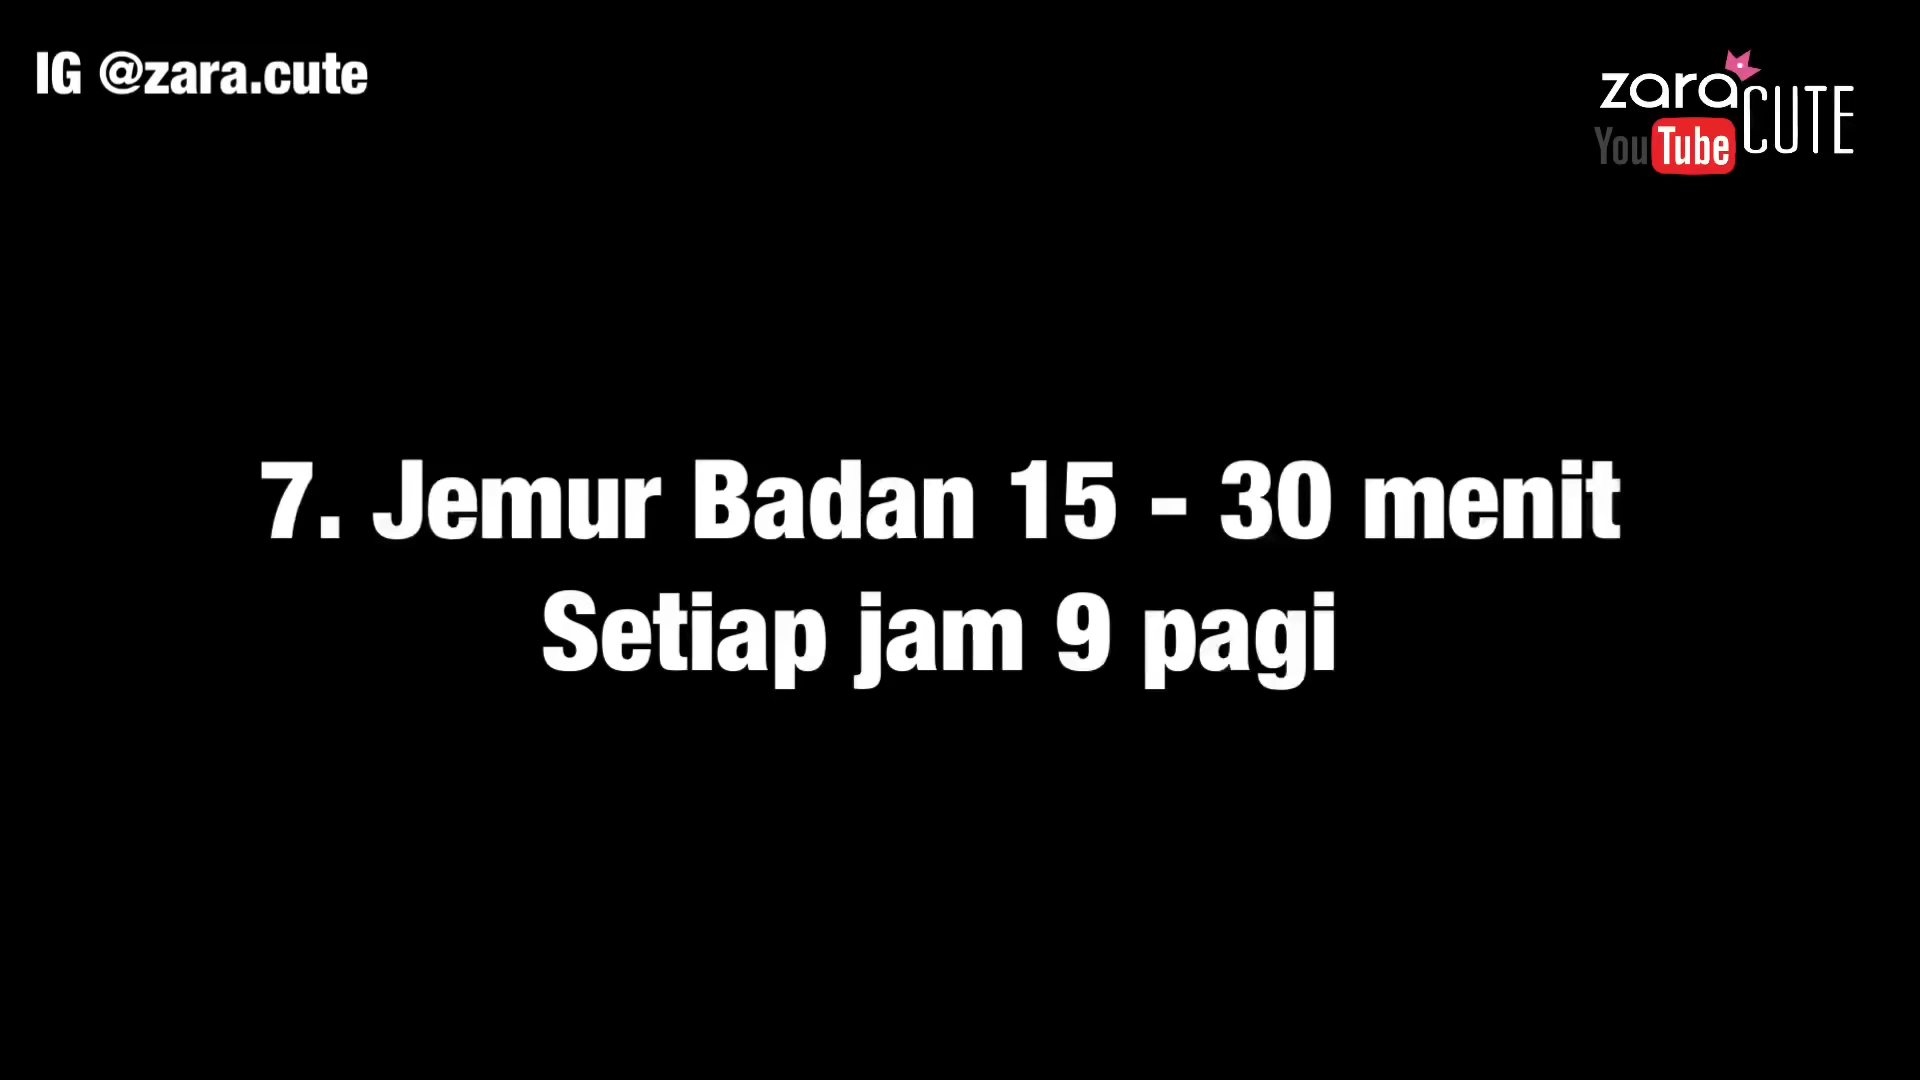 IG @zara.cute
zara CUTE
YouTube
7. Jemur Badan 15 - 30 menit
Setiap jam 9 pagi